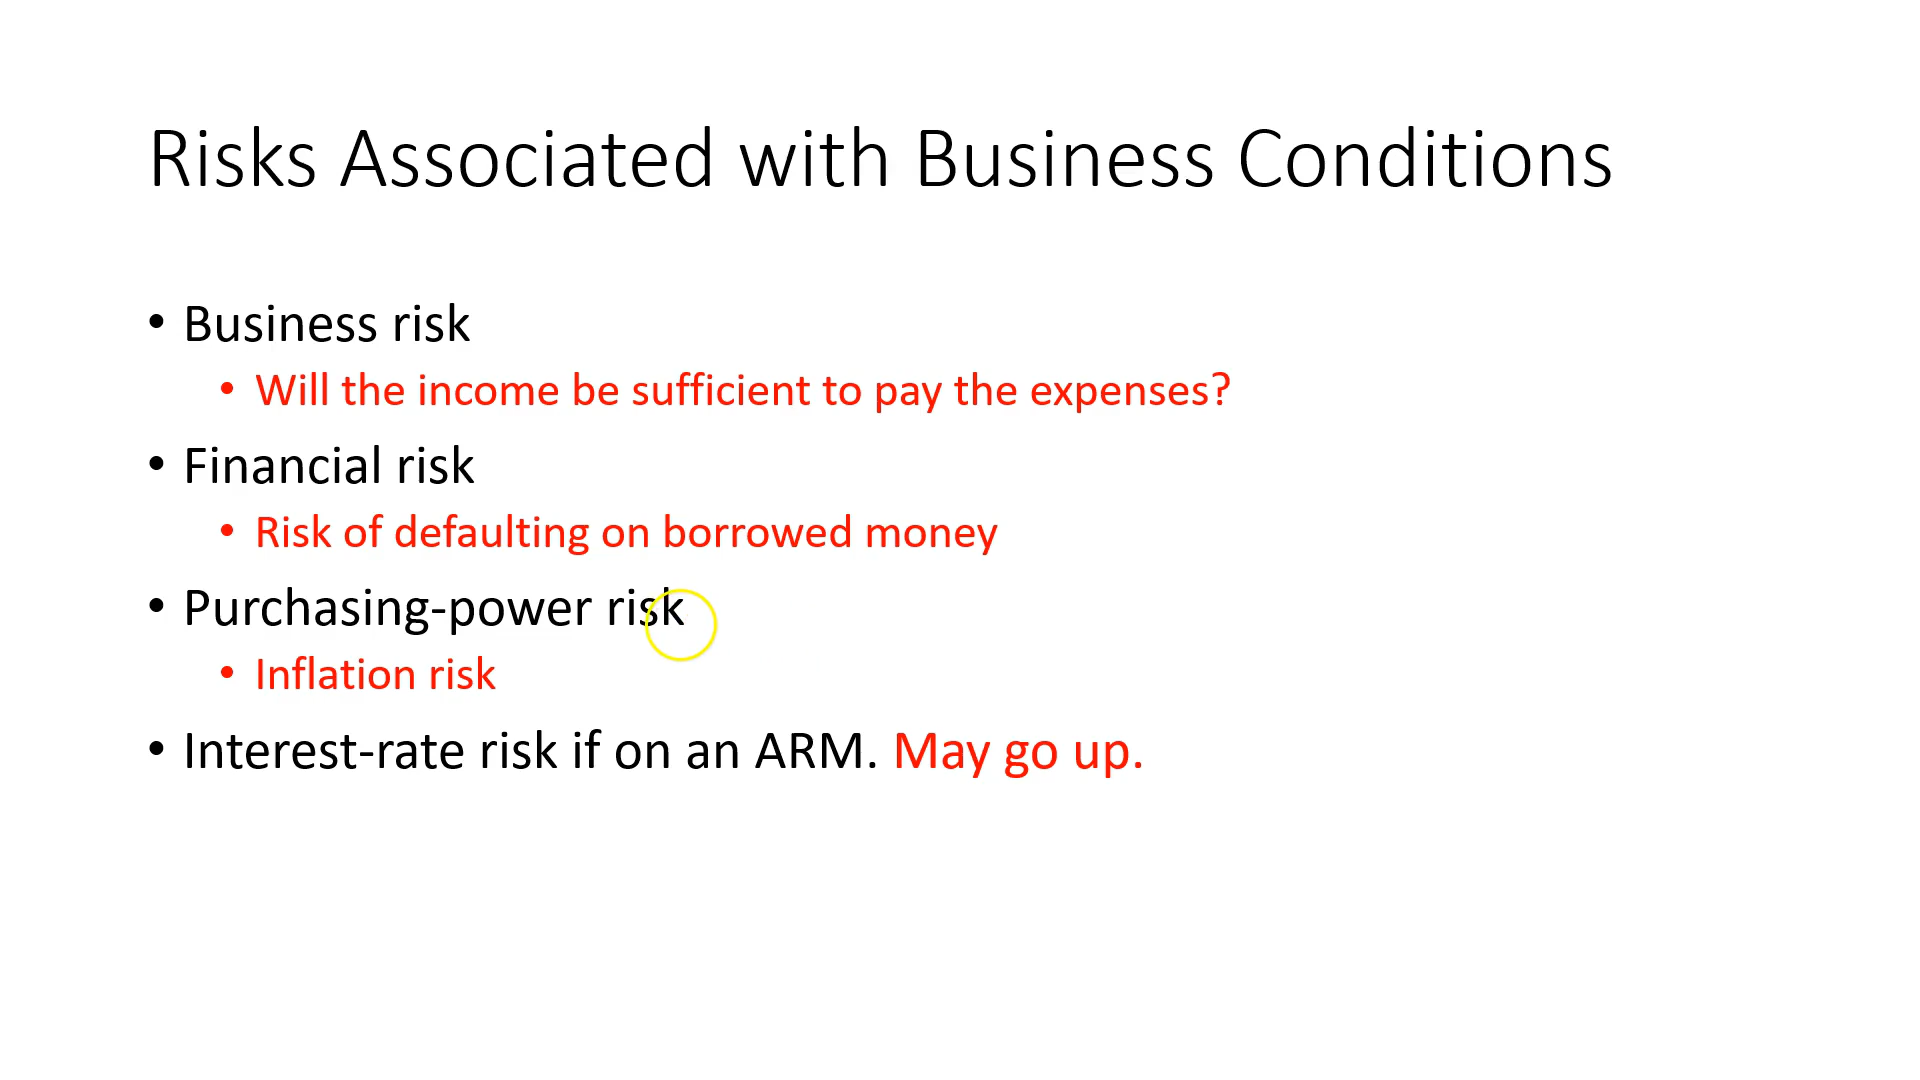 Risks Associated with Business Conditions
• Business risk
• Will the income be sufficient to pay the expenses?
• Financial risk
• Risk of defaulting on borrowed money
• Purchasing-power risk
• Inflation risk
• Interest-rate risk if on an ARM. May go up.